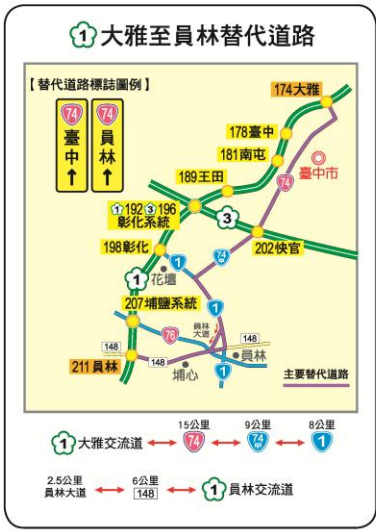 1 大雅至員林替代道路
【替代道路標誌圖例】
74 臺中 ↑
74 員林 ↑
174大雅
178臺中
181南屯
臺中市
189王田
74
1 192 3 196
彰化系統
3
198彰化
1
74甲
202快官
花壇
1
1
207埔鹽系統
員林
大道
76
148
148
員林
211員林
埔心
1
主要替代道路
1 大雅交流道 ↔ 15公里 74 ↔ 9公里 74甲 ↔ 8公里 1
2.5公里 員林大道 ↔ 6公里 148 ↔ 1 員林交流道